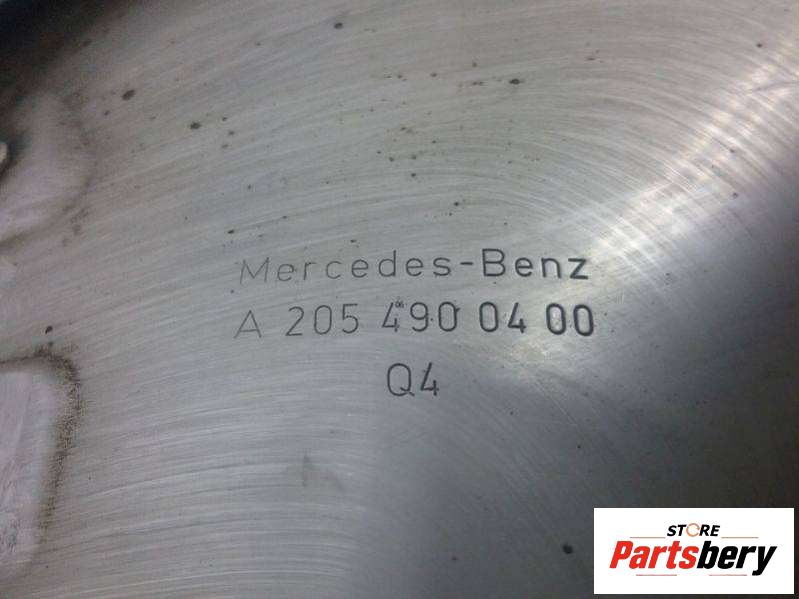 Mercedes-Benz
A 205 490 04 00
Q4
STORE
Partsbery